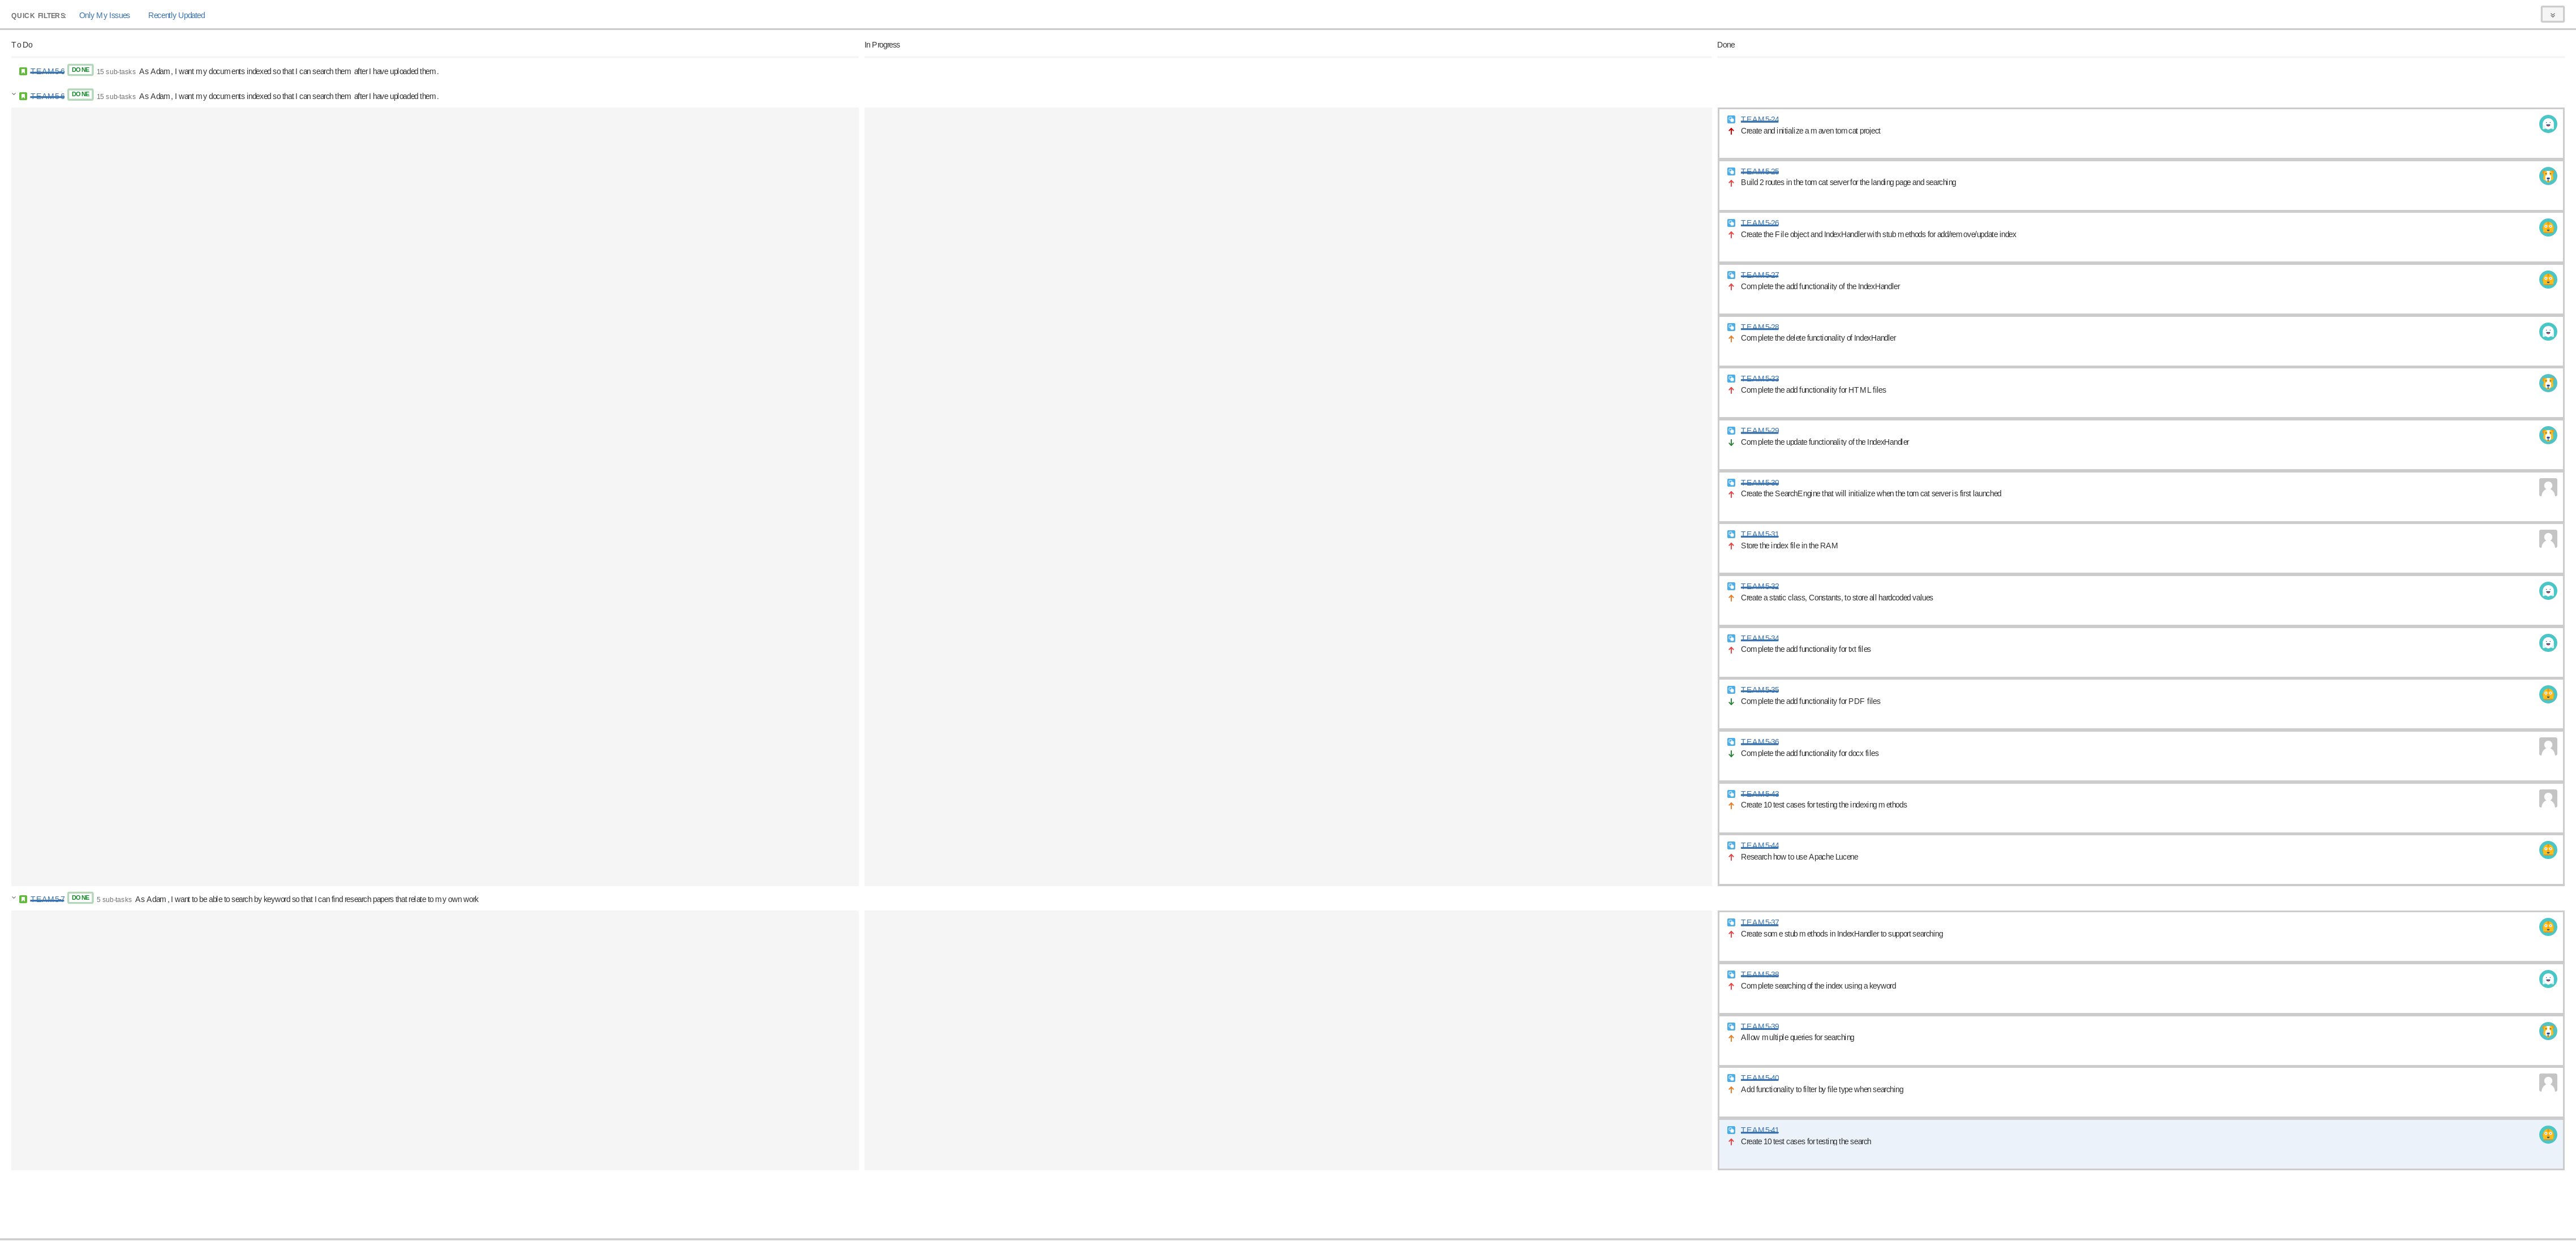 QUICK FILTERS: Only My Issues Recently Updated
To Do In Progress Done
TEAM5-6 DONE 15 sub-tasks As Adam, I want my documents indexed so that I can search them after I have uploaded them.
TEAM5-6 DONE 15 sub-tasks As Adam, I want my documents indexed so that I can search them after I have uploaded them.
TEAM5-24
Create and initialize a maven tomcat project
TEAM5-25
Build 2 routes in the tomcat server for the landing page and searching
TEAM5-26
Create the File object and IndexHandler with stub methods for add/remove/update index
TEAM5-27
Complete the add functionality of the IndexHandler
TEAM5-28
Complete the delete functionality of IndexHandler
TEAM5-33
Complete the add functionality for HTML files
TEAM5-29
Complete the update functionality of the IndexHandler
TEAM5-30
Create the SearchEngine that will initialize when the tomcat server is first launched
TEAM5-31
Store the index file in the RAM
TEAM5-32
Create a static class, Constants, to store all hardcoded values
TEAM5-34
Complete the add functionality for txt files
TEAM5-35
Complete the add functionality for PDF files
TEAM5-36
Complete the add functionality for docx files
TEAM5-43
Create 10 test cases for testing the indexing methods
TEAM5-44
Research how to use Apache Lucene
TEAM5-7 DONE 5 sub-tasks As Adam, I want to be able to search by keyword so that I can find research papers that relate to my own work
TEAM5-37
Create some stub methods in IndexHandler to support searching
TEAM5-38
Complete searching of the index using a keyword
TEAM5-39
Allow multiple queries for searching
TEAM5-40
Add functionality to filter by file type when searching
TEAM5-41
Create 10 test cases for testing the search